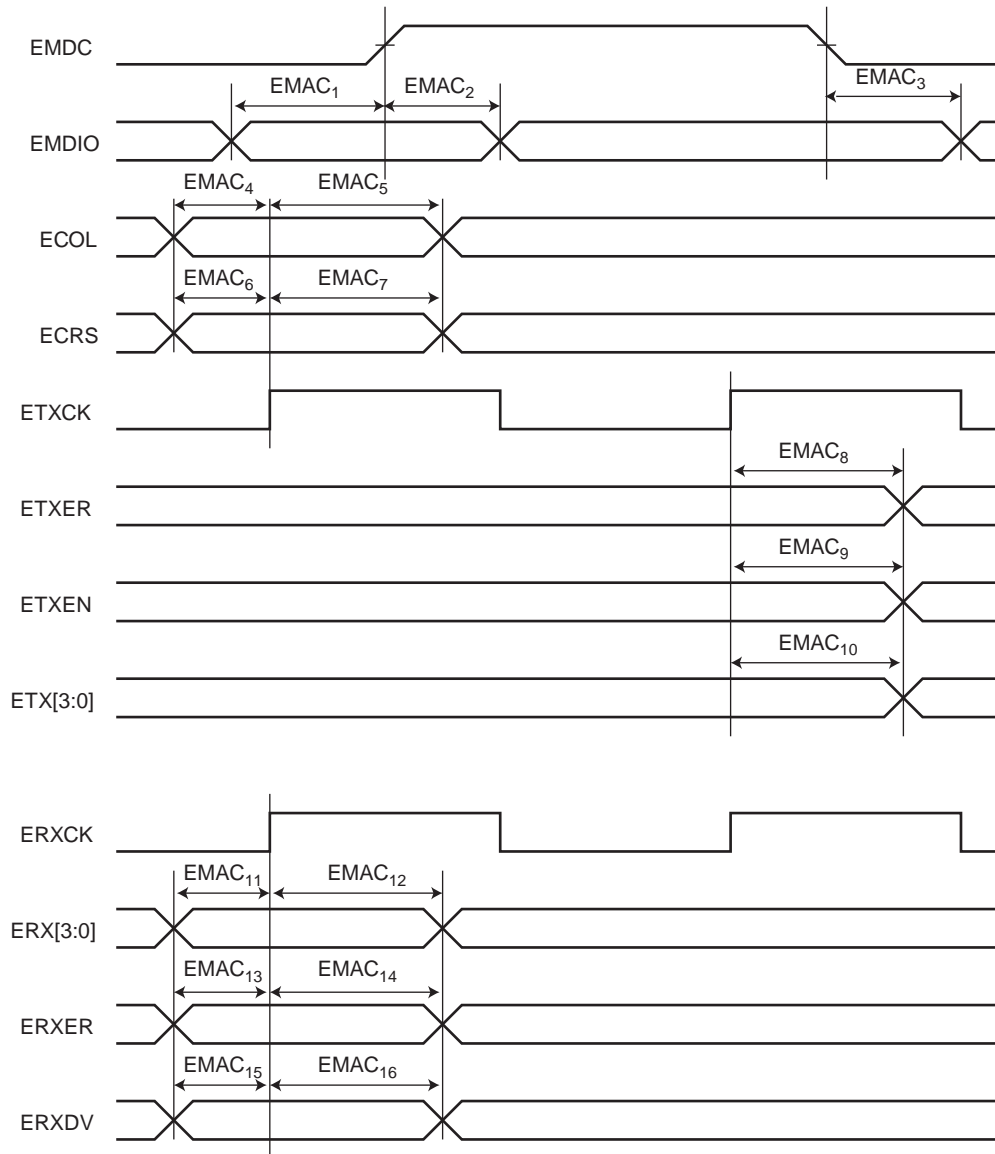 EMDC
EMAC1 EMAC2 EMAC3
EMDIO
EMAC4 EMAC5
ECOL
EMAC6 EMAC7
ECRS
ETXCK
EMAC8
ETXER
EMAC9
ETXEN
EMAC10
ETX[3:0]
ERXCK
EMAC11 EMAC12
ERX[3:0]
EMAC13 EMAC14
ERXER
EMAC15 EMAC16
ERXDV